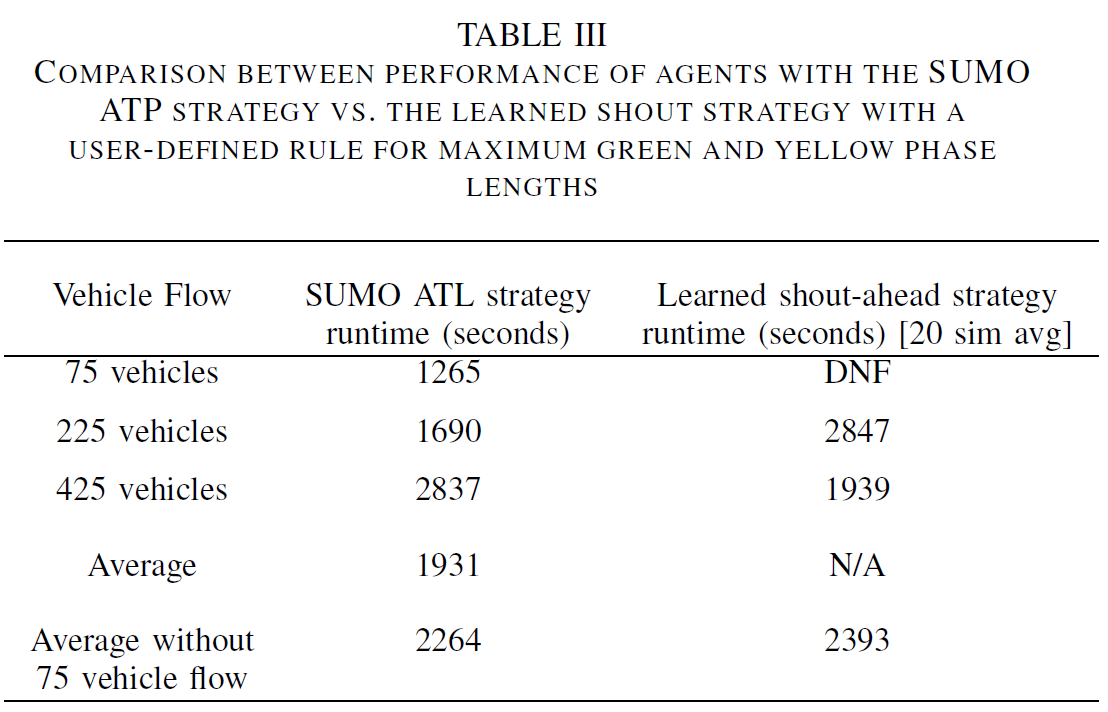 TABLE III
COMPARISON BETWEEN PERFORMANCE OF AGENTS WITH THE SUMO
ATP STRATEGY VS. THE LEARNED SHOUT STRATEGY WITH A
USER-DEFINED RULE FOR MAXIMUM GREEN AND YELLOW PHASE
LENGTHS
Vehicle Flow SUMO ATL strategy Learned shout-ahead strategy
runtime (seconds) runtime (seconds) [20 sim avg]
75 vehicles 1265 DNF
225 vehicles 1690 2847
425 vehicles 2837 1939
Average 1931 N/A
Average without 2264 2393
75 vehicle flow